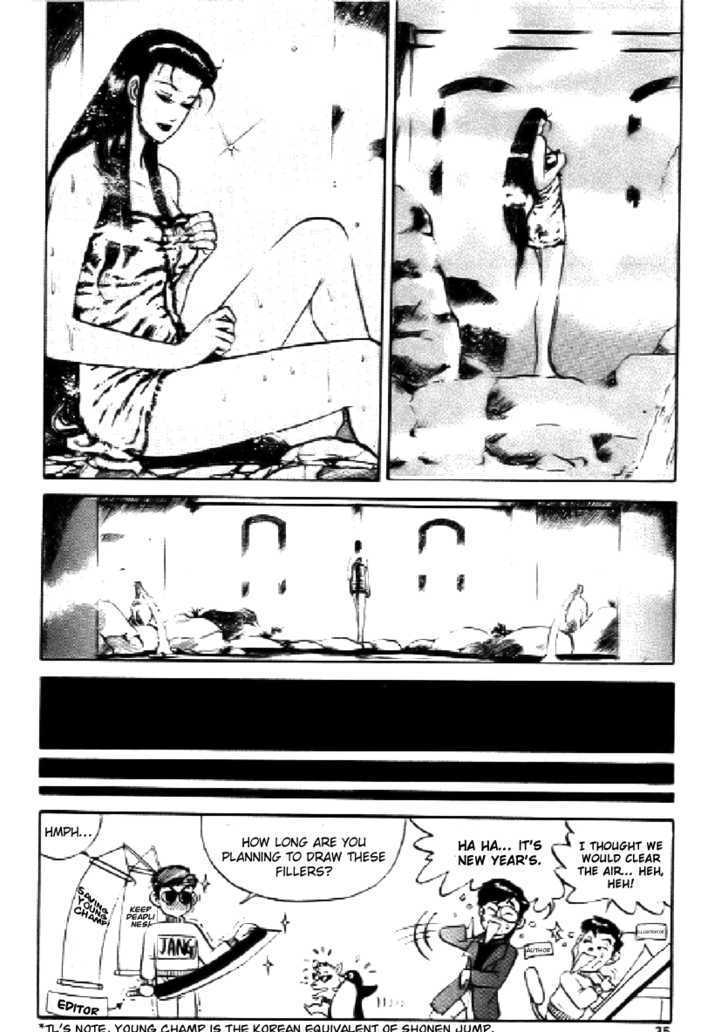 HMPH...
HOW LONG ARE YOU
PLANNING TO DRAW THESE
FILLERS?
HA HA... IT'S
NEW YEAR'S.
I THOUGHT WE
WOULD CLEAR
THE AIR... HEH,
HEH!
SAVING
YOUNG
CHAMP!
KEEP
DEADLI
NES!
JANG
EDITOR
AUTHOR
ILLUSTRATOR
*TL'S NOTE. YOUNG CHAMP IS THE KOREAN EQUIVALENT OF SHONEN JUMP.
35